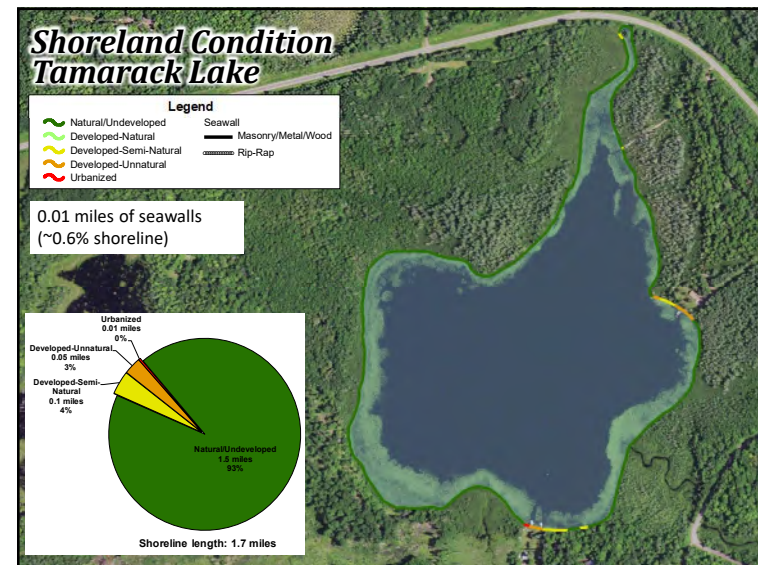 Shoreland Condition
Tamarack Lake
Legend
Natural/Undeveloped
Developed-Natural
Developed-Semi-Natural
Developed-Unnatural
Urbanized
Seawall
Masonry/Metal/Wood
Rip-Rap
0.01 miles of seawalls
(~0.6% shoreline)
Urbanized
0.01 miles
0%
Developed-Unnatural
0.05 miles
3%
Developed-Semi-
Natural
0.1 miles
4%
Natural/Undeveloped
1.5 miles
93%
Shoreline length: 1.7 miles